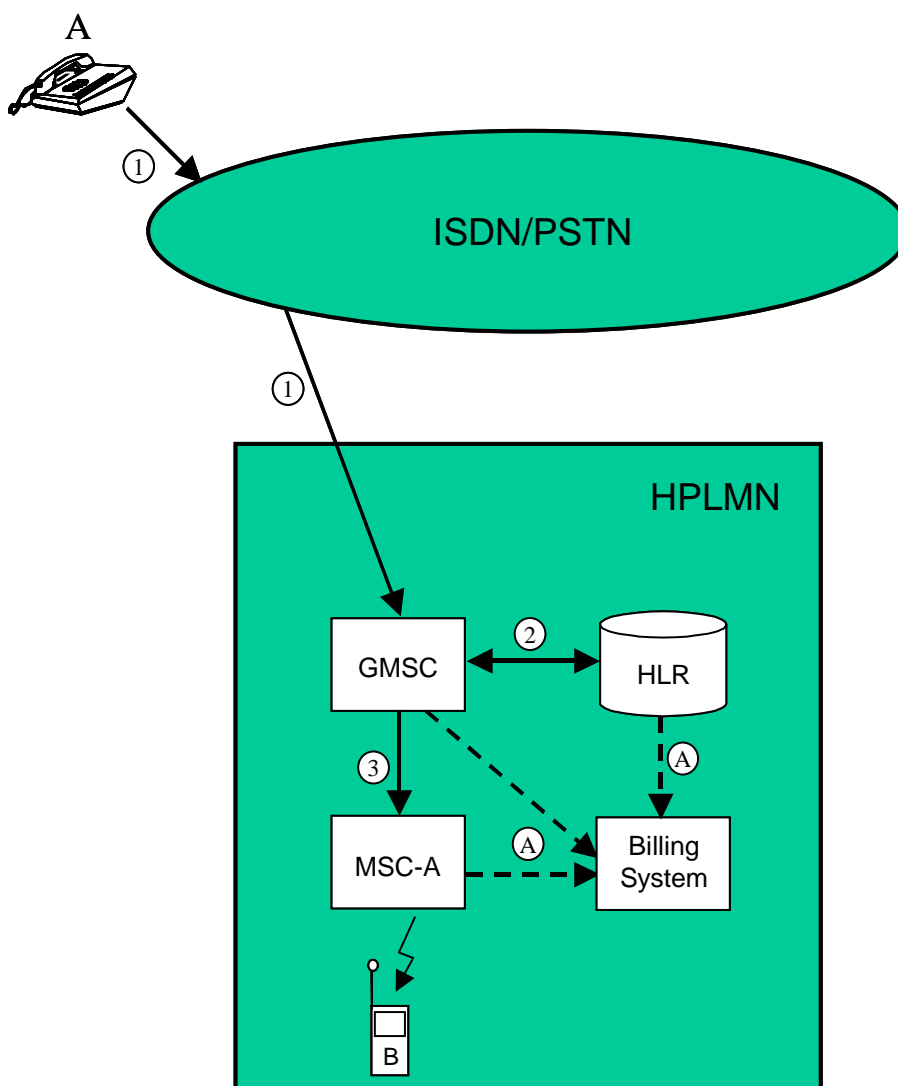 A
1
ISDN/PSTN
1
HPLMN
GMSC
2
HLR
3
A
MSC-A
A
Billing
System
B